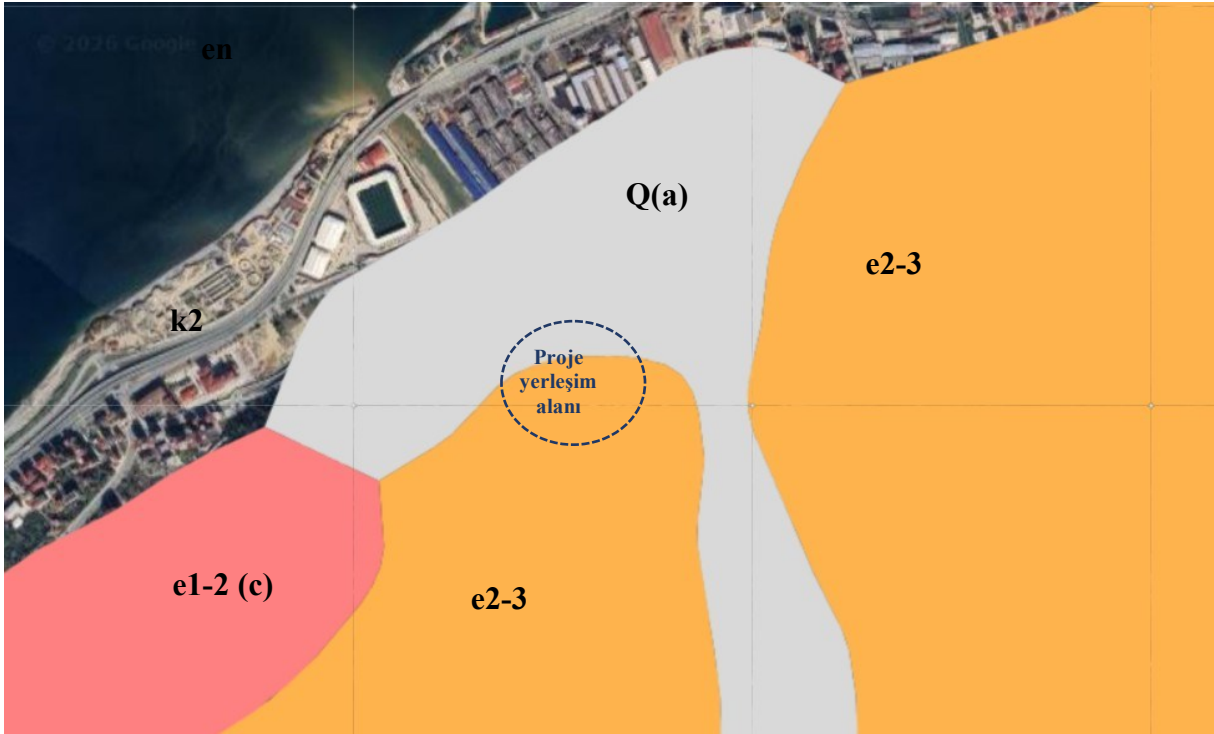 © 2026 Google
en
Q(a)
e2-3
k2
Proje
yerleşim
alanı
e1-2 (c)
e2-3